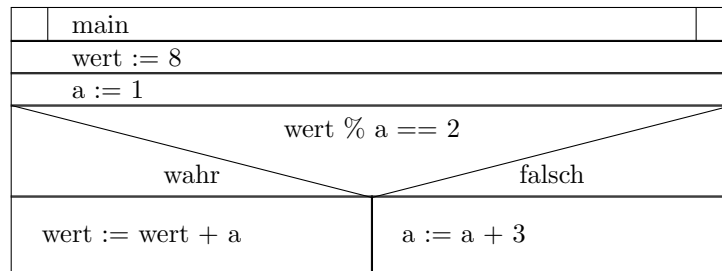 main
wert := 8
a := 1
wert % a == 2
wahr falsch
wert := wert + a a := a + 3